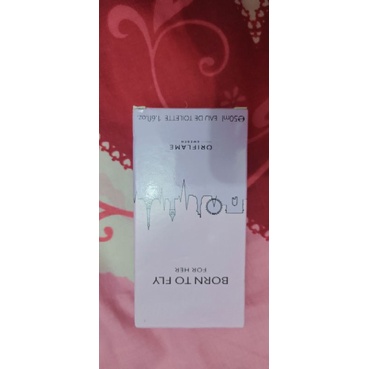 BORN TO FLY
FOR HER
ORIFLAME
SWEDEN
℮50ml EAU DE TOILETTE 1.6fl.oz.